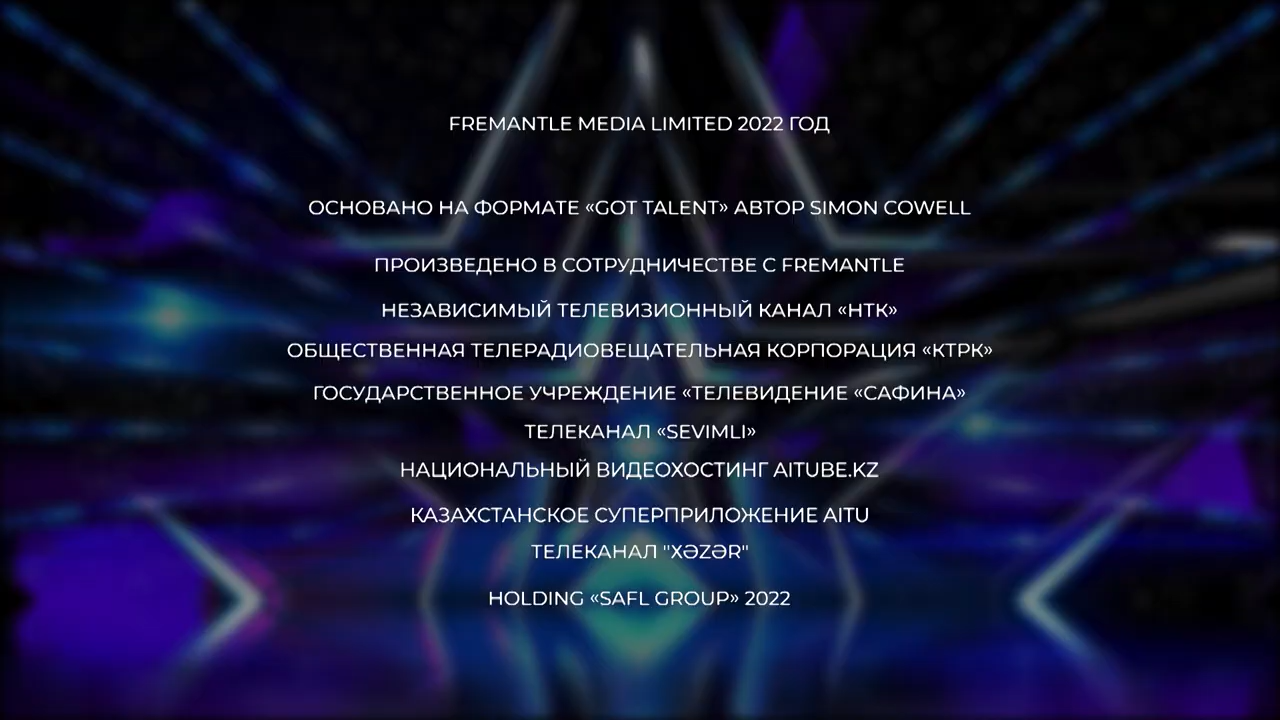 FREMANTLE MEDIA LIMITED 2022 ГОД
ОСНОВАНО НА ФОРМАТЕ «GOT TALENT» АВТОР SIMON COWELL
ПРОИЗВЕДЕНО В СОТРУДНИЧЕСТВЕ С FREMANTLE
НЕЗАВИСИМЫЙ ТЕЛЕВИЗИОННЫЙ КАНАЛ «НТК»
ОБЩЕСТВЕННАЯ ТЕЛЕРАДИОВЕЩАТЕЛЬНАЯ КОРПОРАЦИЯ «КТРК»
ГОСУДАРСТВЕННОЕ УЧРЕЖДЕНИЕ «ТЕЛЕВИДЕНИЕ «САФИНА»
ТЕЛЕКАНАЛ «SEVIMLI»
НАЦИОНАЛЬНЫЙ ВИДЕОХОСТИНГ AITUBE.KZ
КАЗАХСТАНСКОЕ СУПЕРПРИЛОЖЕНИЕ AITU
ТЕЛЕКАНАЛ "XƏZƏR"
HOLDING «SAFL GROUP» 2022